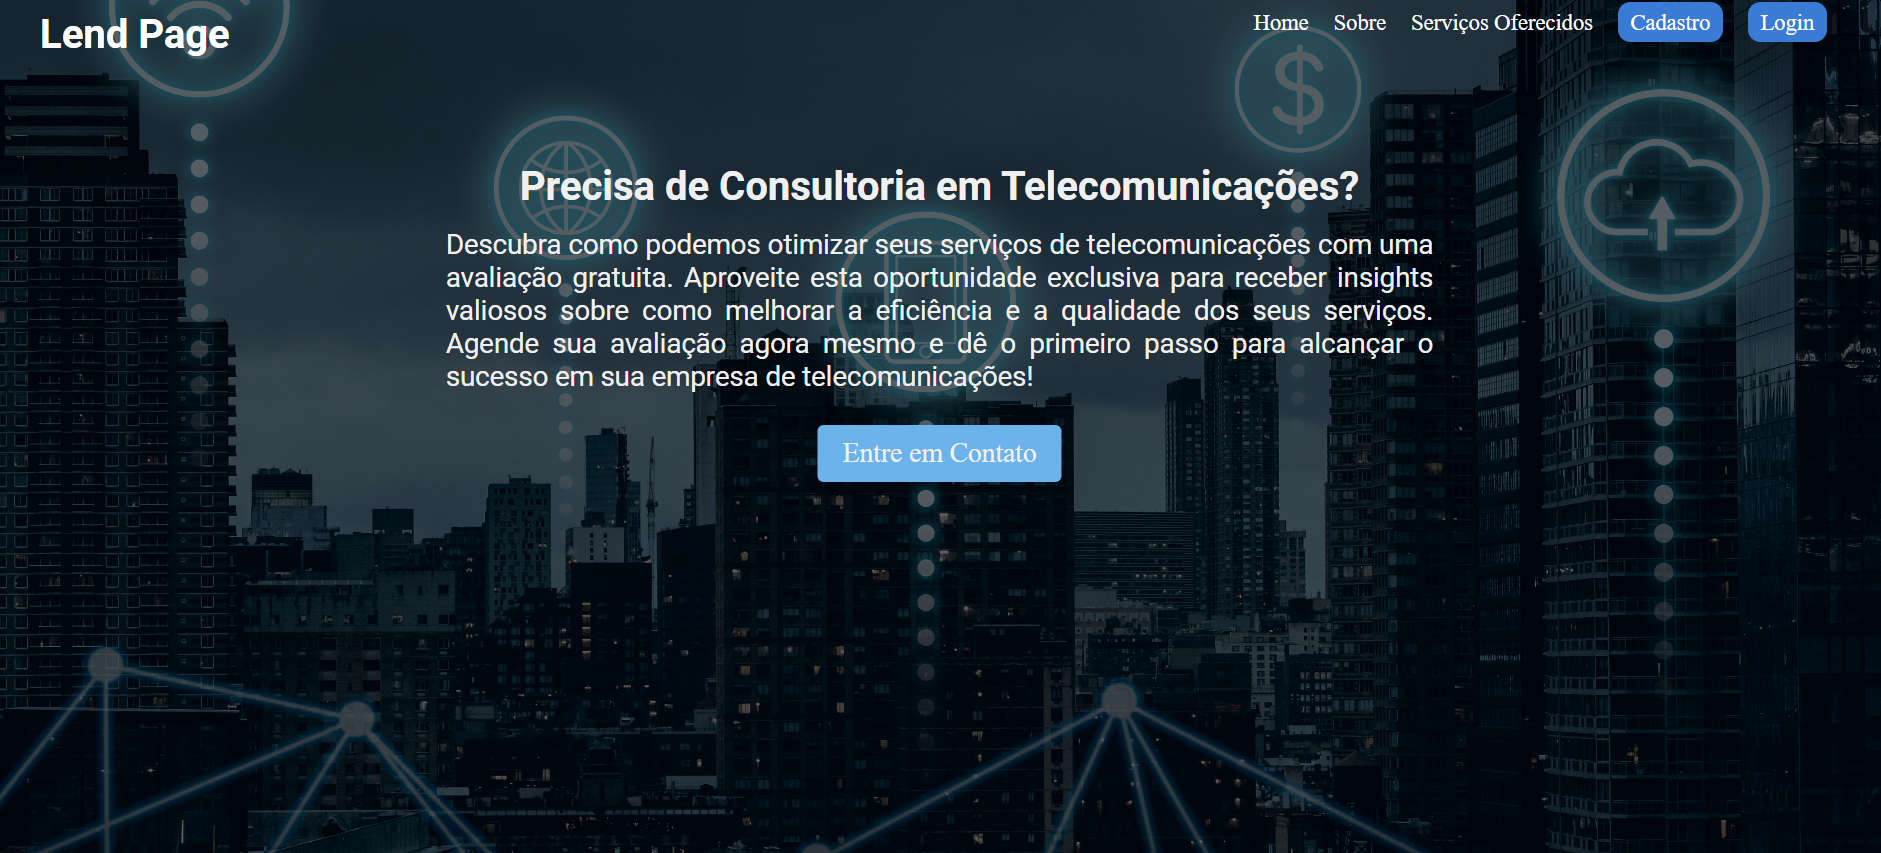 Lend Page
Home Sobre Serviços Oferecidos Cadastro Login
Precisa de Consultoria em Telecomunicações?
Descubra como podemos otimizar seus serviços de telecomunicações com uma
avaliação gratuita. Aproveite esta oportunidade exclusiva para receber insights
valiosos sobre como melhorar a eficiência e a qualidade dos seus serviços.
Agende sua avaliação agora mesmo e dê o primeiro passo para alcançar o
sucesso em sua empresa de telecomunicações!
Entre em Contato